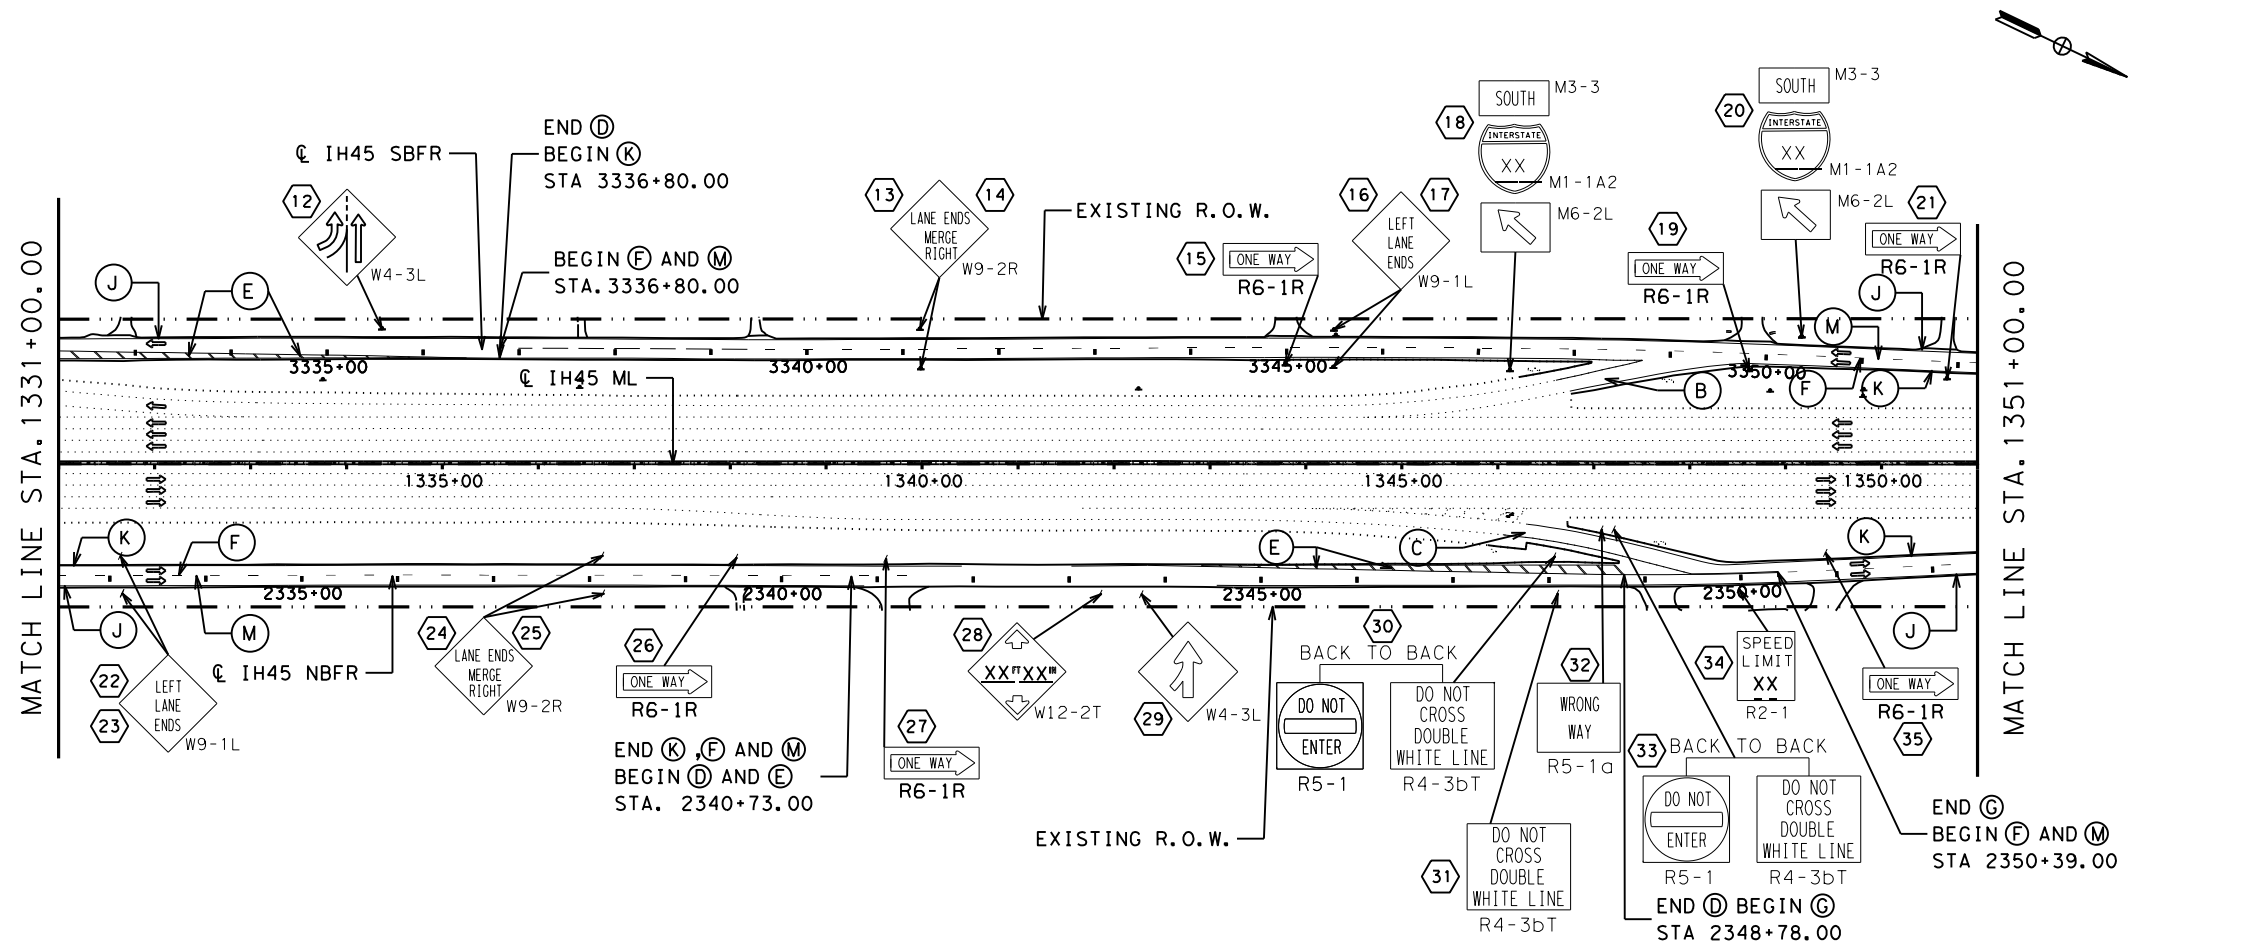 MATCH LINE STA. 1331+00.00
MATCH LINE STA. 1351+00.00
℄ IH45 SBFR
END D
BEGIN K
STA 3336+80.00
BEGIN F AND M
STA. 3336+80.00
J
E
12
W4-3L
13
14
LANE ENDS
MERGE
RIGHT
W9-2R
EXISTING R.O.W.
15
ONE WAY
R6-1R
16
17
LEFT
LANE
ENDS
W9-1L
18
SOUTH
M3-3
INTERSTATE
XX
M1-1A2
M6-2L
19
ONE WAY
R6-1R
20
SOUTH
M3-3
INTERSTATE
XX
M1-1A2
M6-2L
21
ONE WAY
R6-1R
J
M
3335+00
3340+00
3345+00
3350+00
B
F
K
℄ IH45 ML
1335+00
1340+00
1345+00
1350+00
K
F
E
C
K
2335+00
2340+00
2345+00
2350+00
J
M
J
℄ IH45 NBFR
22
23
LEFT
LANE
ENDS
W9-1L
24
25
LANE ENDS
MERGE
RIGHT
W9-2R
26
ONE WAY
R6-1R
27
ONE WAY
R6-1R
END K ,F AND M
BEGIN D AND E
STA. 2340+73.00
28
XX FT XX IN
W12-2T
29
W4-3L
EXISTING R.O.W.
30
BACK TO BACK
DO NOT
ENTER
R5-1
DO NOT
CROSS
DOUBLE
WHITE LINE
R4-3bT
31
DO NOT
CROSS
DOUBLE
WHITE LINE
R4-3bT
32
WRONG
WAY
R5-1a
33
BACK TO BACK
DO NOT
ENTER
R5-1
DO NOT
CROSS
DOUBLE
WHITE LINE
R4-3bT
34
SPEED
LIMIT
XX
R2-1
ONE WAY
R6-1R
35
END G
BEGIN F AND M
STA 2350+39.00
END D BEGIN G
STA 2348+78.00